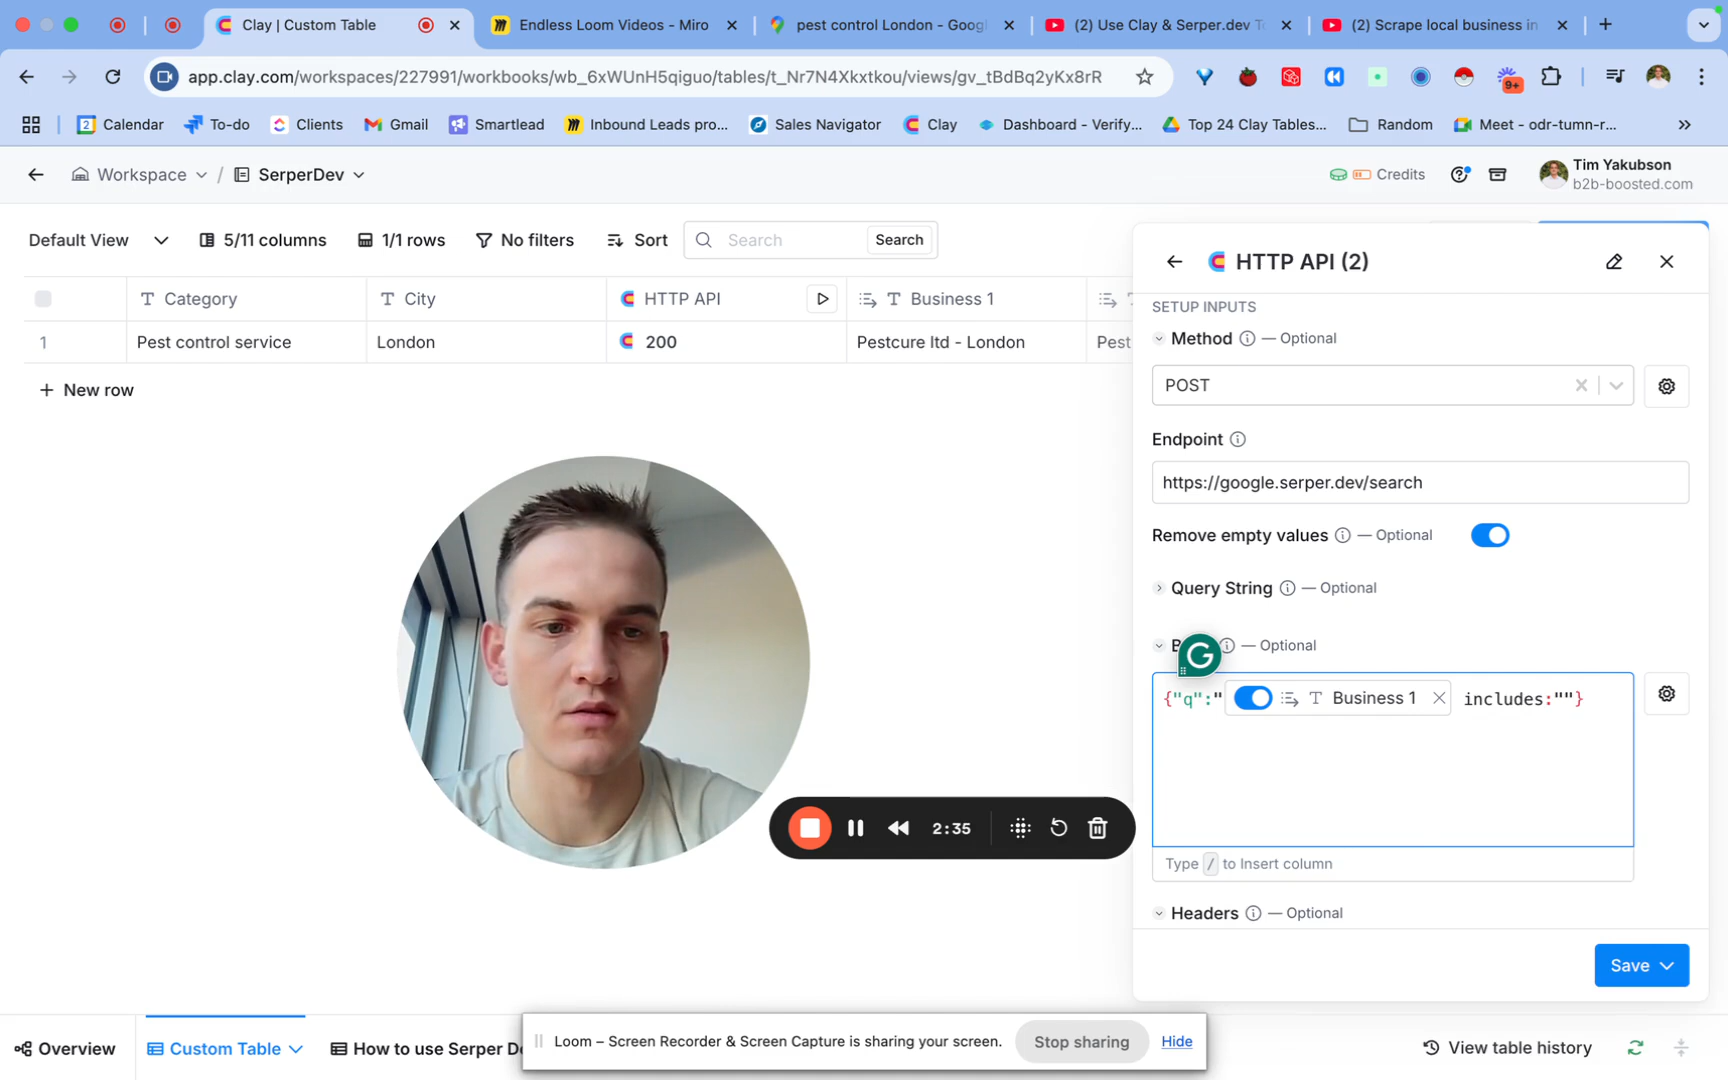 Clay | Custom Table
Endless Loom Videos - Miro
pest control London - Goog
(2) Use Clay & Serper.dev T
(2) Scrape local business in
app.clay.com/workspaces/227991/workbooks/wb_6xWUnH5qiguo/tables/t_Nr7N4Xkxtkou/views/gv_tBdBq2yKx8rR
9+
Calendar
To-do
Clients
Gmail
Smartlead
Inbound Leads pro...
Sales Navigator
Clay
Dashboard - Verify,...
Top 24 Clay Tables...
Random
Meet - odr-tumn-r...
Workspace / SerperDev
Credits
Tim Yakubson
b2b-boosted.com
Default View
5/11 columns
1/1 rows
No filters
Sort
Search
Search
Category
City
HTTP API
Business 1
1
Pest control service
London
200
Pestcure ltd - London
Pest
+ New row
HTTP API (2)
SETUP INPUTS
Method — Optional
POST
Endpoint
https://google.serper.dev/search
Remove empty values — Optional
Query String — Optional
— Optional
{"q":" Business 1 includes:""}
Type / to Insert column
Headers — Optional
Save
2:35
Overview
Custom Table
How to use Serper De
Loom – Screen Recorder & Screen Capture is sharing your screen.
Stop sharing
Hide
View table history